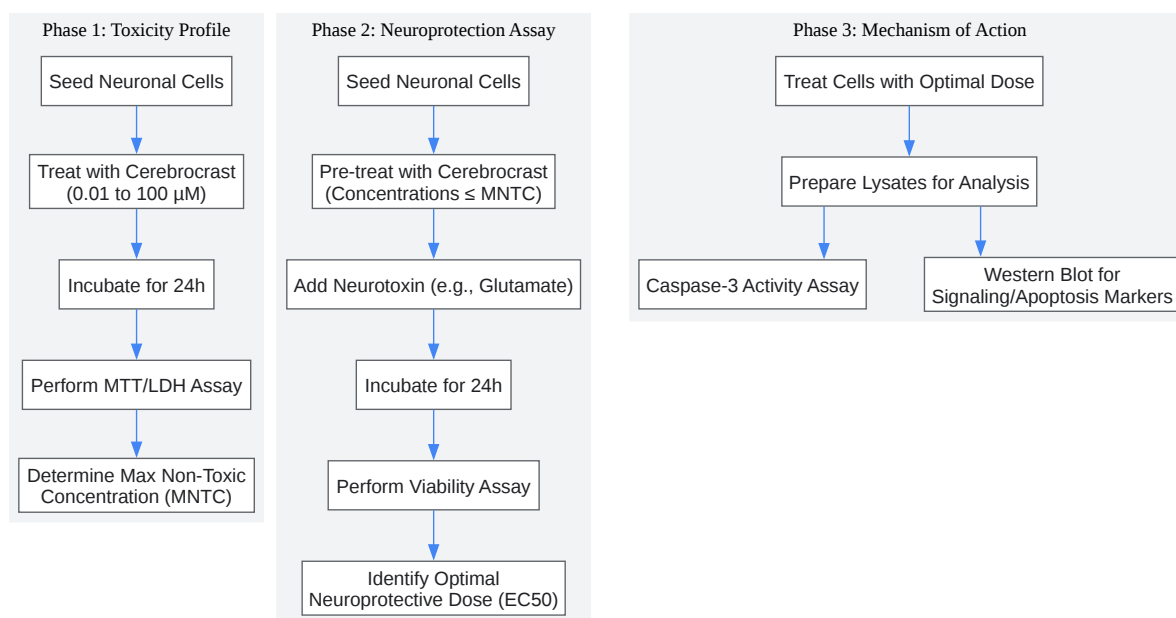 Phase 1: Toxicity Profile
Seed Neuronal Cells
Treat with Cerebrocrast
(0.01 to 100 µM)
Incubate for 24h
Perform MTT/LDH Assay
Determine Max Non-Toxic
Concentration (MNTC)
Phase 2: Neuroprotection Assay
Seed Neuronal Cells
Pre-treat with Cerebrocrast
(Concentrations ≤ MNTC)
Add Neurotoxin (e.g., Glutamate)
Incubate for 24h
Perform Viability Assay
Identify Optimal
Neuroprotective Dose (EC50)
Phase 3: Mechanism of Action
Treat Cells with Optimal Dose
Prepare Lysates for Analysis
Caspase-3 Activity Assay
Western Blot for
Signaling/Apoptosis Markers